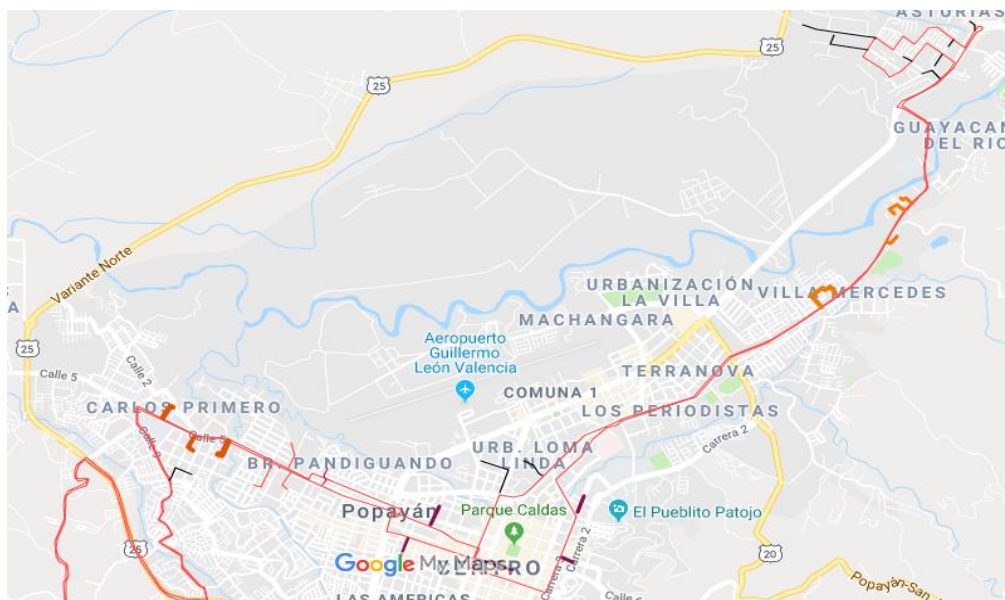 ASTURIAS
25
25
GUAYACAN
DEL RIO
Variante Norte
URBANIZACIÓN
LA VILLA
VILLA MERCEDES
MACHANGARA
A
25
Aeropuerto
Guillermo
León Valencia
Calle 5
Calle 2
TERRANOVA
COMUNA 1
CARLOS PRIMERO
LOS PERIODISTAS
Calle 5
Calle 9
URB. LOMA
LINDA
Carrera 2
BR. PANDIGUANDO
Popayán
Parque Caldas
El Pueblito Patojo
25
Carrera 2
20
Google My Maps
CENTRO
Popayán-San
LAS AMERICAS
Calle